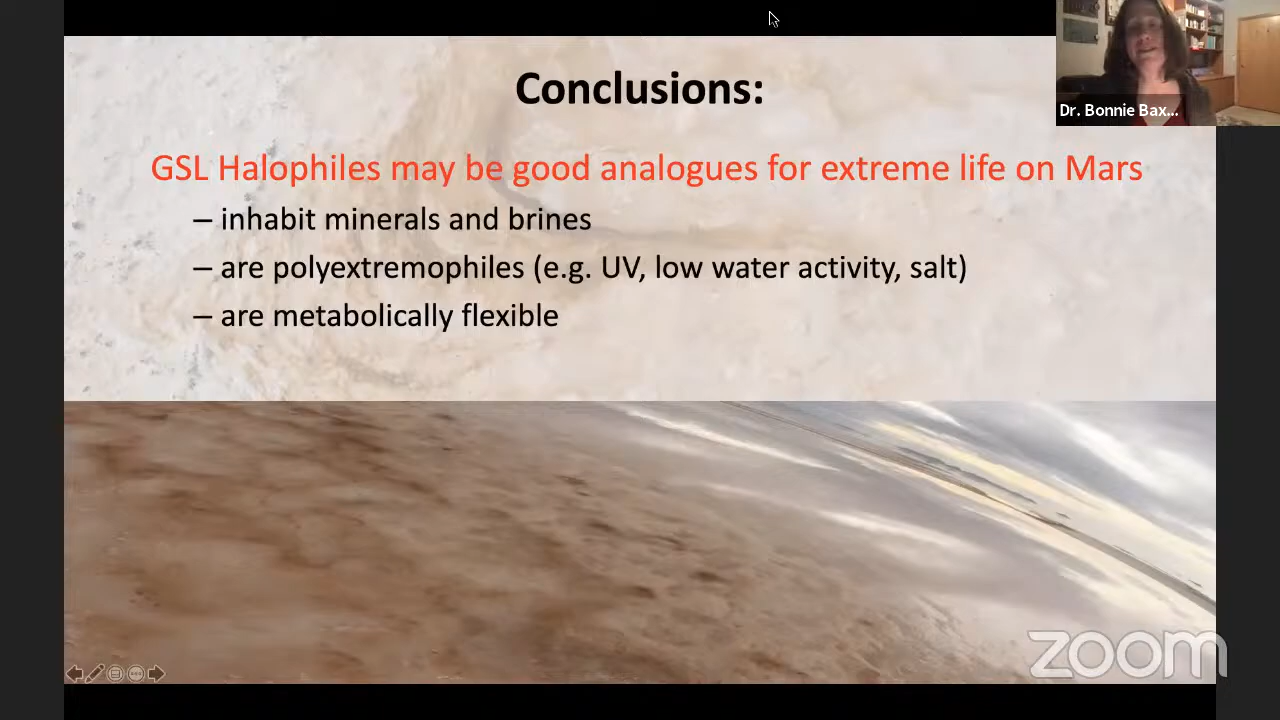 Conclusions:
Dr. Bonnie Bax...
GSL Halophiles may be good analogues for extreme life on Mars
– inhabit minerals and brines
– are polyextremophiles (e.g. UV, low water activity, salt)
– are metabolically flexible
zoom